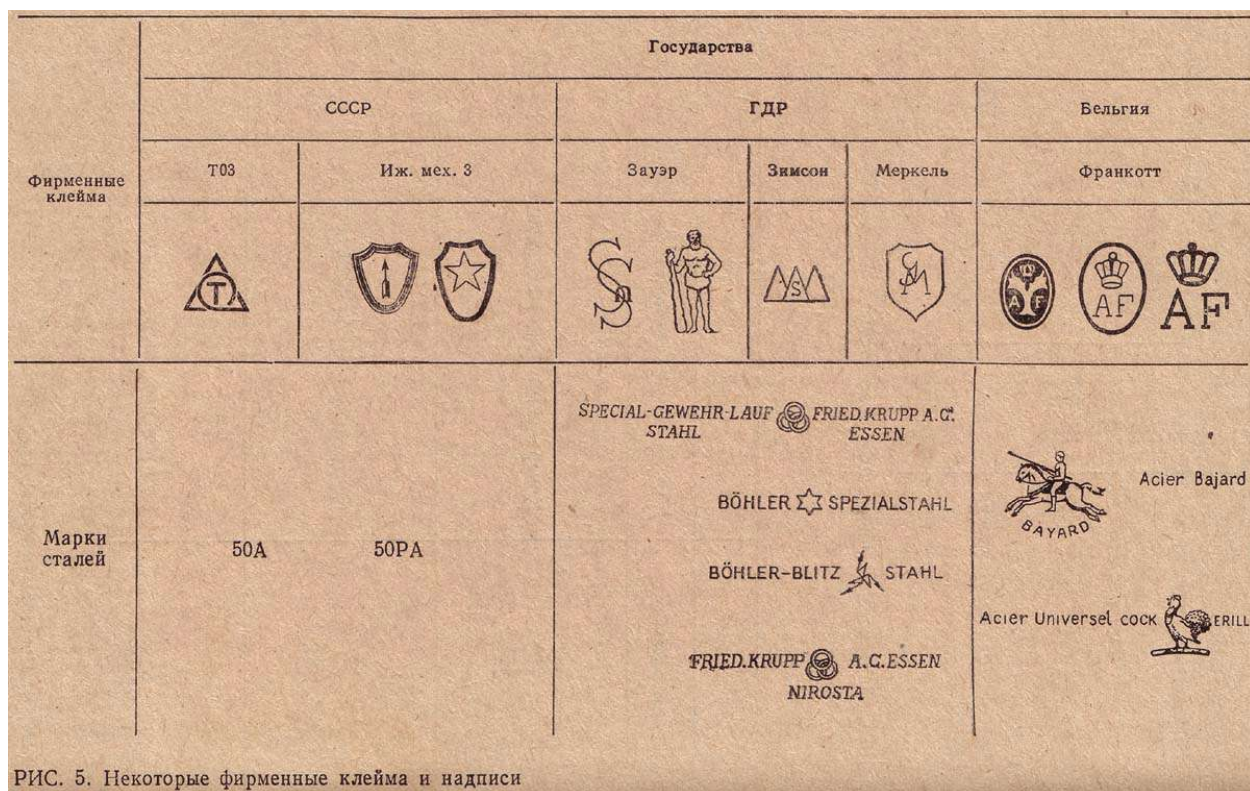 Государства
СССР
ГДР
Бельгия
Фирменные
клейма
Т03
Иж. мех. 3
Зауэр
Зимсон
Меркель
Франкотт
T
S
S
m
S
AF
AF
AF
Марки
сталей
50А
50РА
SPECIAL-GEWEHR-LAUF FRIED.KRUPP A.G.
STAHL ESSEN
BÖHLER SPEZIALSTAHL
BÖHLER-BLITZ STAHL
FRIED.KRUPP A.G.ESSEN
NIROSTA
BAYARD
Acier Bajard
Acier Universel COCK ERILL
РИС. 5. Некоторые фирменные клейма и надписи